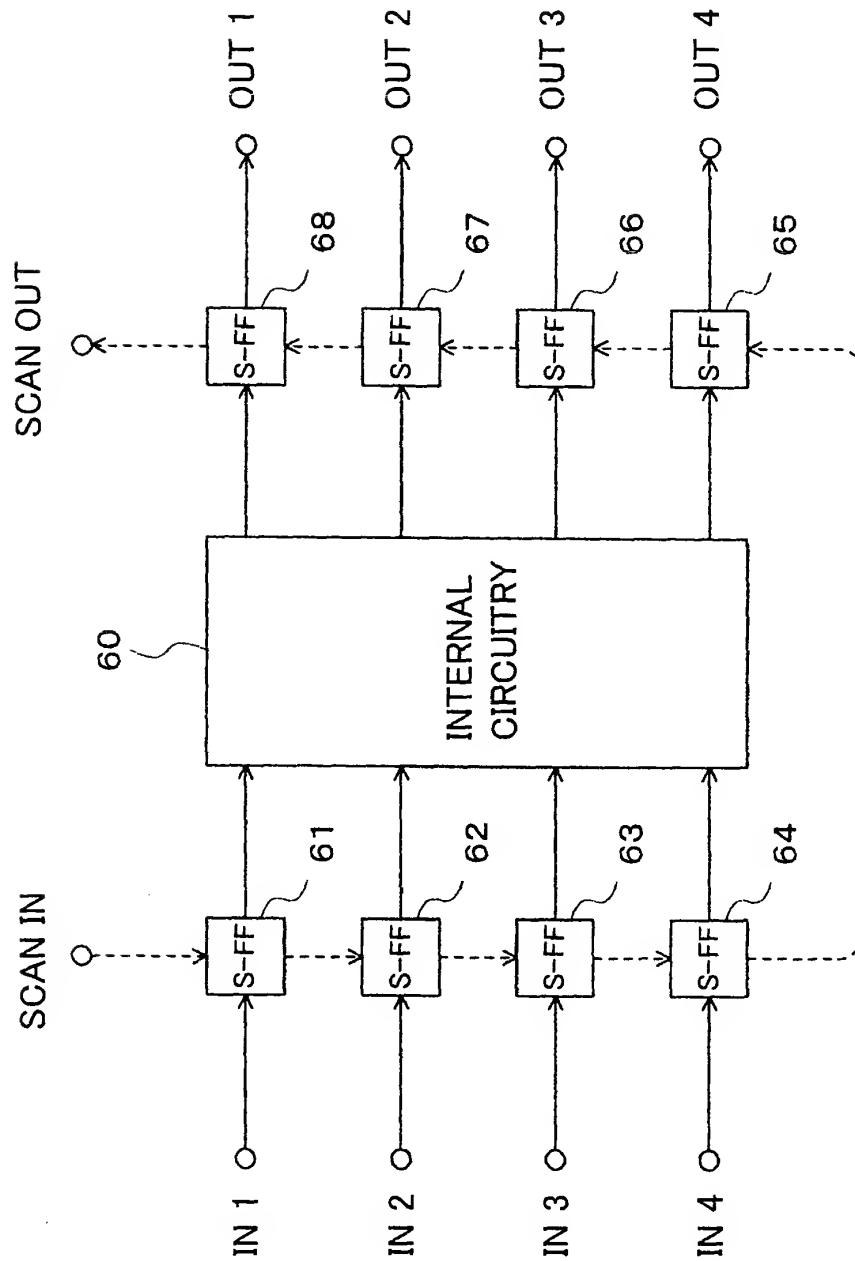 SCAN IN
SCAN OUT
60
IN 1
S-FF
61
S-FF
68
OUT 1
IN 2
S-FF
62
S-FF
67
OUT 2
INTERNAL
CIRCUITRY
IN 3
S-FF
63
S-FF
66
OUT 3
IN 4
S-FF
64
S-FF
65
OUT 4